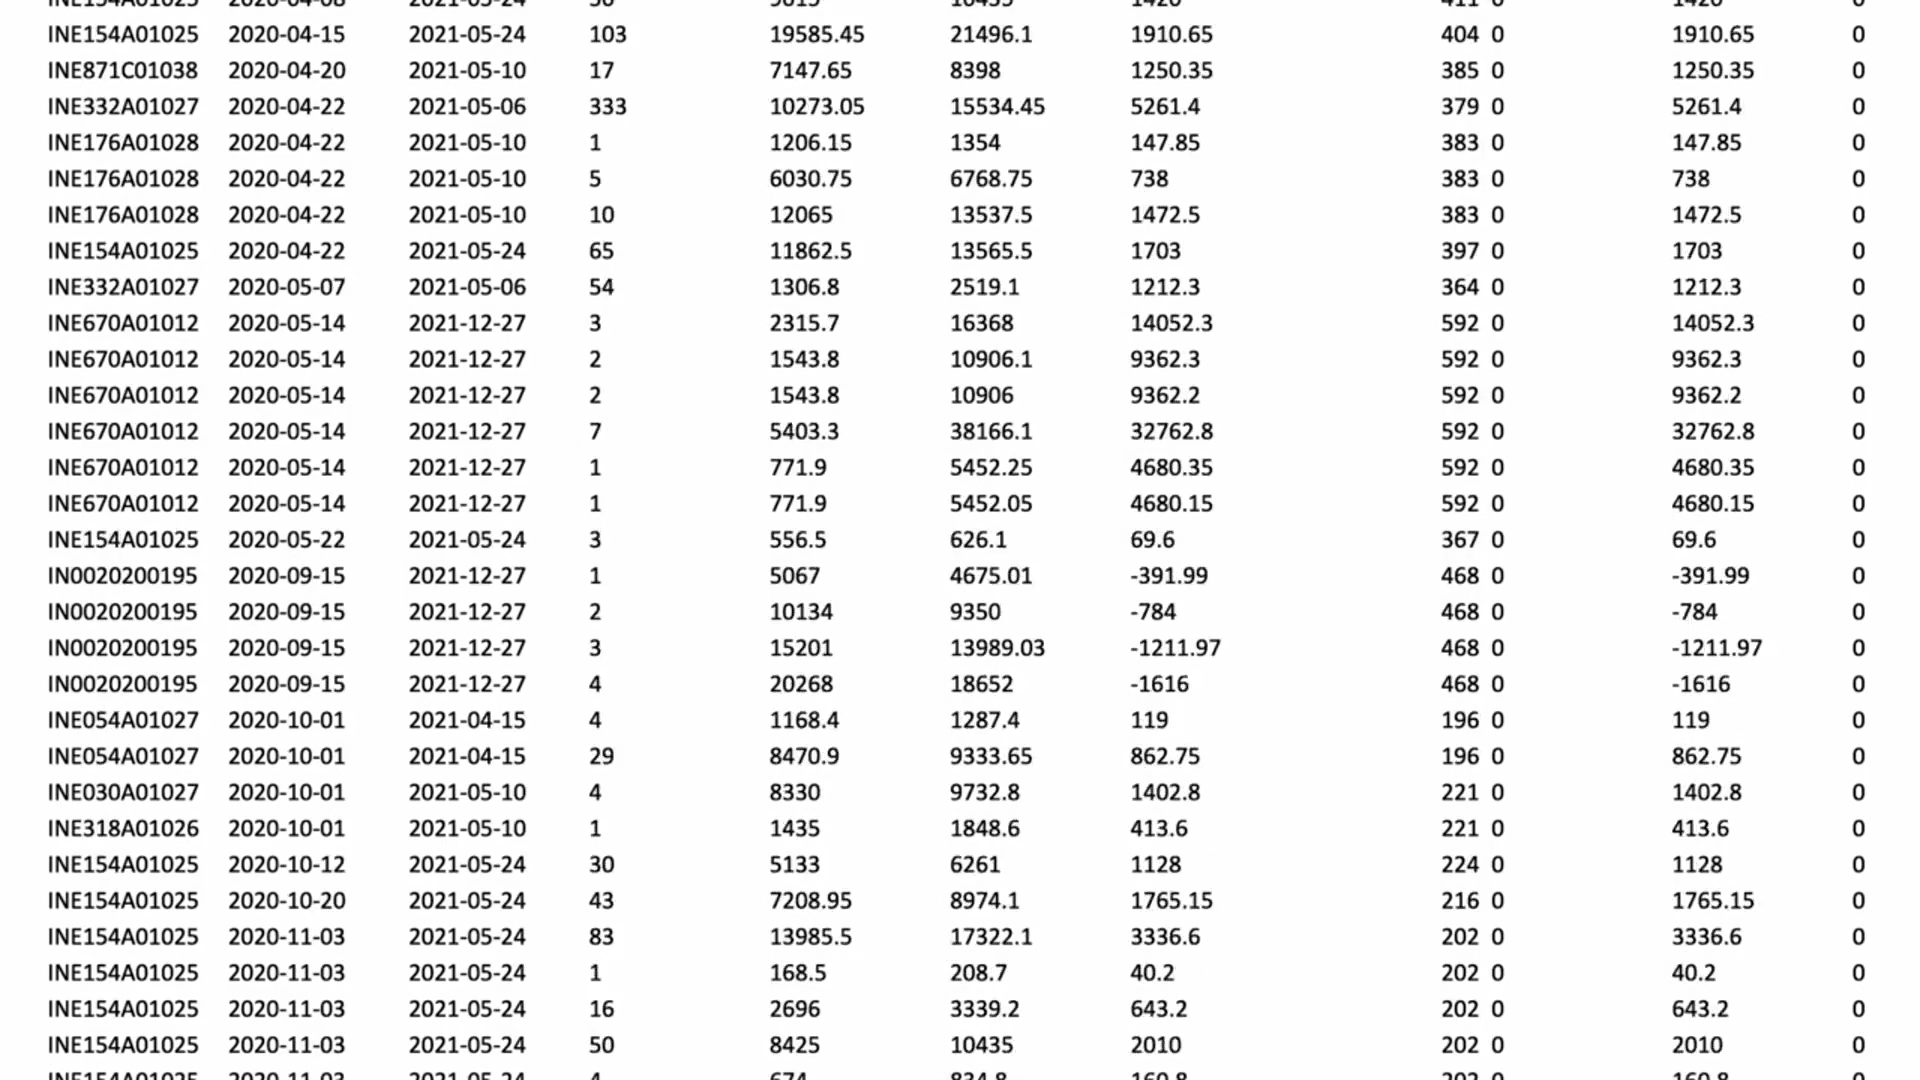 INE154A01025 2020-04-15 2021-05-24 103 19585.45 21496.1 1910.65 404 0 1910.65 0
INE871C01038 2020-04-20 2021-05-10 17 7147.65 8398 1250.35 385 0 1250.35 0
INE332A01027 2020-04-22 2021-05-06 333 10273.05 15534.45 5261.4 379 0 5261.4 0
INE176A01028 2020-04-22 2021-05-10 1 1206.15 1354 147.85 383 0 147.85 0
INE176A01028 2020-04-22 2021-05-10 5 6030.75 6768.75 738 383 0 738 0
INE176A01028 2020-04-22 2021-05-10 10 12065 13537.5 1472.5 383 0 1472.5 0
INE154A01025 2020-04-22 2021-05-24 65 11862.5 13565.5 1703 397 0 1703 0
INE332A01027 2020-05-07 2021-05-06 54 1306.8 2519.1 1212.3 364 0 1212.3 0
INE670A01012 2020-05-14 2021-12-27 3 2315.7 16368 14052.3 592 0 14052.3 0
INE670A01012 2020-05-14 2021-12-27 2 1543.8 10906.1 9362.3 592 0 9362.3 0
INE670A01012 2020-05-14 2021-12-27 2 1543.8 10906 9362.2 592 0 9362.2 0
INE670A01012 2020-05-14 2021-12-27 7 5403.3 38166.1 32762.8 592 0 32762.8 0
INE670A01012 2020-05-14 2021-12-27 1 771.9 5452.25 4680.35 592 0 4680.35 0
INE670A01012 2020-05-14 2021-12-27 1 771.9 5452.05 4680.15 592 0 4680.15 0
INE154A01025 2020-05-22 2021-05-24 3 556.5 626.1 69.6 367 0 69.6 0
IN0020200195 2020-09-15 2021-12-27 1 5067 4675.01 -391.99 468 0 -391.99 0
IN0020200195 2020-09-15 2021-12-27 2 10134 9350 -784 468 0 -784 0
IN0020200195 2020-09-15 2021-12-27 3 15201 13989.03 -1211.97 468 0 -1211.97 0
IN0020200195 2020-09-15 2021-12-27 4 20268 18652 -1616 468 0 -1616 0
INE054A01027 2020-10-01 2021-04-15 4 1168.4 1287.4 119 196 0 119 0
INE054A01027 2020-10-01 2021-04-15 29 8470.9 9333.65 862.75 196 0 862.75 0
INE030A01027 2020-10-01 2021-05-10 4 8330 9732.8 1402.8 221 0 1402.8 0
INE318A01026 2020-10-01 2021-05-10 1 1435 1848.6 413.6 221 0 413.6 0
INE154A01025 2020-10-12 2021-05-24 30 5133 6261 1128 224 0 1128 0
INE154A01025 2020-10-20 2021-05-24 43 7208.95 8974.1 1765.15 216 0 1765.15 0
INE154A01025 2020-11-03 2021-05-24 83 13985.5 17322.1 3336.6 202 0 3336.6 0
INE154A01025 2020-11-03 2021-05-24 1 168.5 208.7 40.2 202 0 40.2 0
INE154A01025 2020-11-03 2021-05-24 16 2696 3339.2 643.2 202 0 643.2 0
INE154A01025 2020-11-03 2021-05-24 50 8425 10435 2010 202 0 2010 0